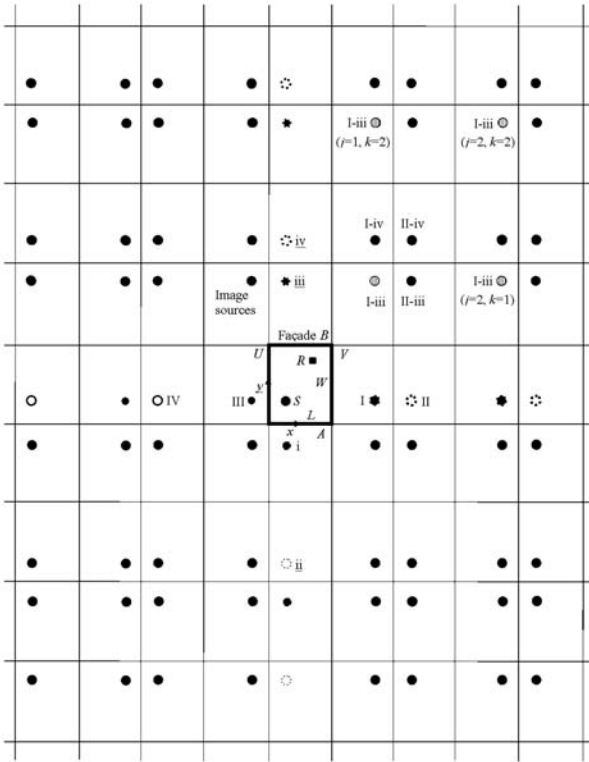 I-iii
I-iii
(j=1, k=2)
(j=2, k=2)
I-iv
II-iv
iv
iii
I-iii
Image
sources
I-iii
II-iii
(j=2, k=1)
Façade B
U
V
R
y
W
IV
III
S
I
II
L
x
A
i
ii